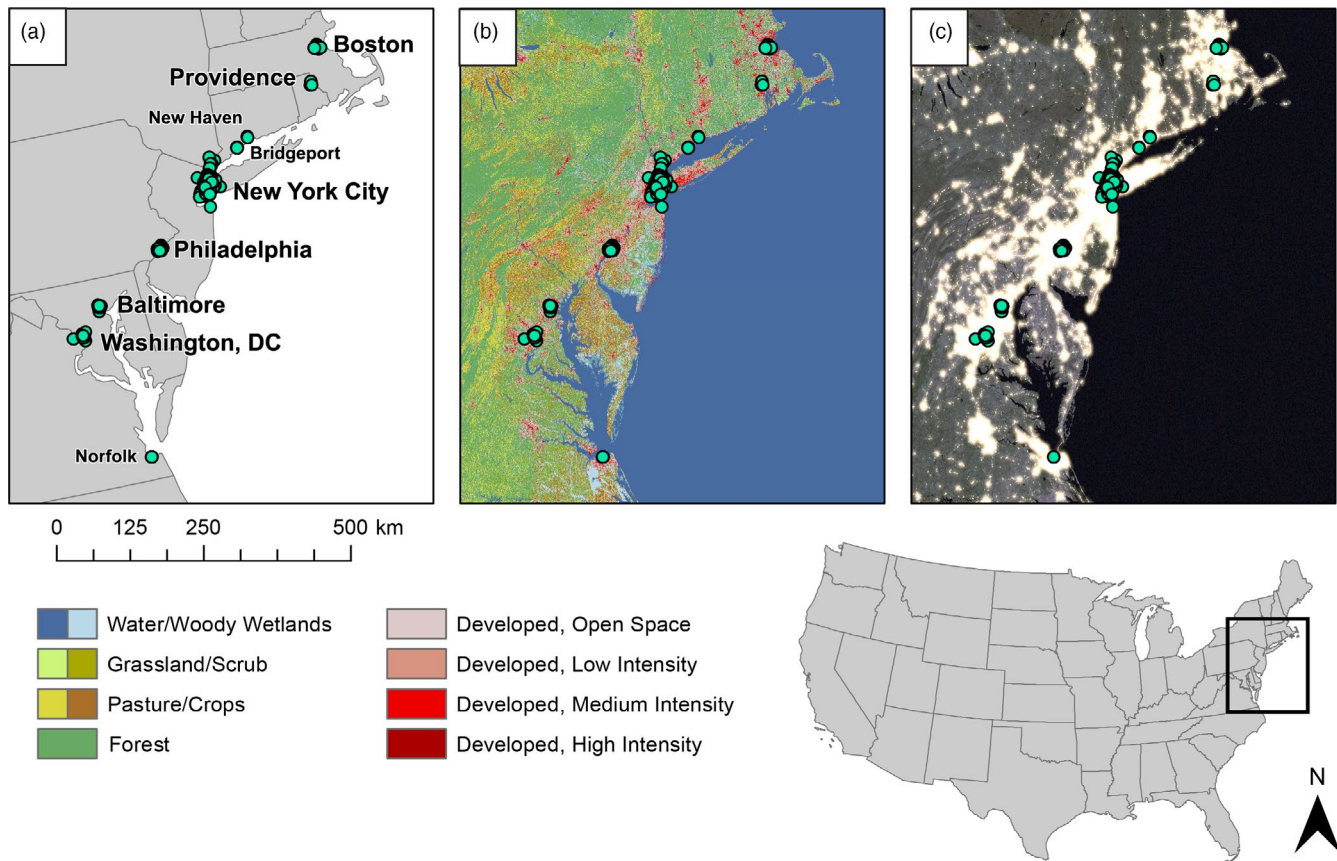 (a)
Boston
Providence
New Haven
Bridgeport
New York City
Philadelphia
Baltimore
Washington, DC
Norfolk
(b)
(c)
0 125 250 500 km
Water/Woody Wetlands
Grassland/Scrub
Pasture/Crops
Forest
Developed, Open Space
Developed, Low Intensity
Developed, Medium Intensity
Developed, High Intensity
N